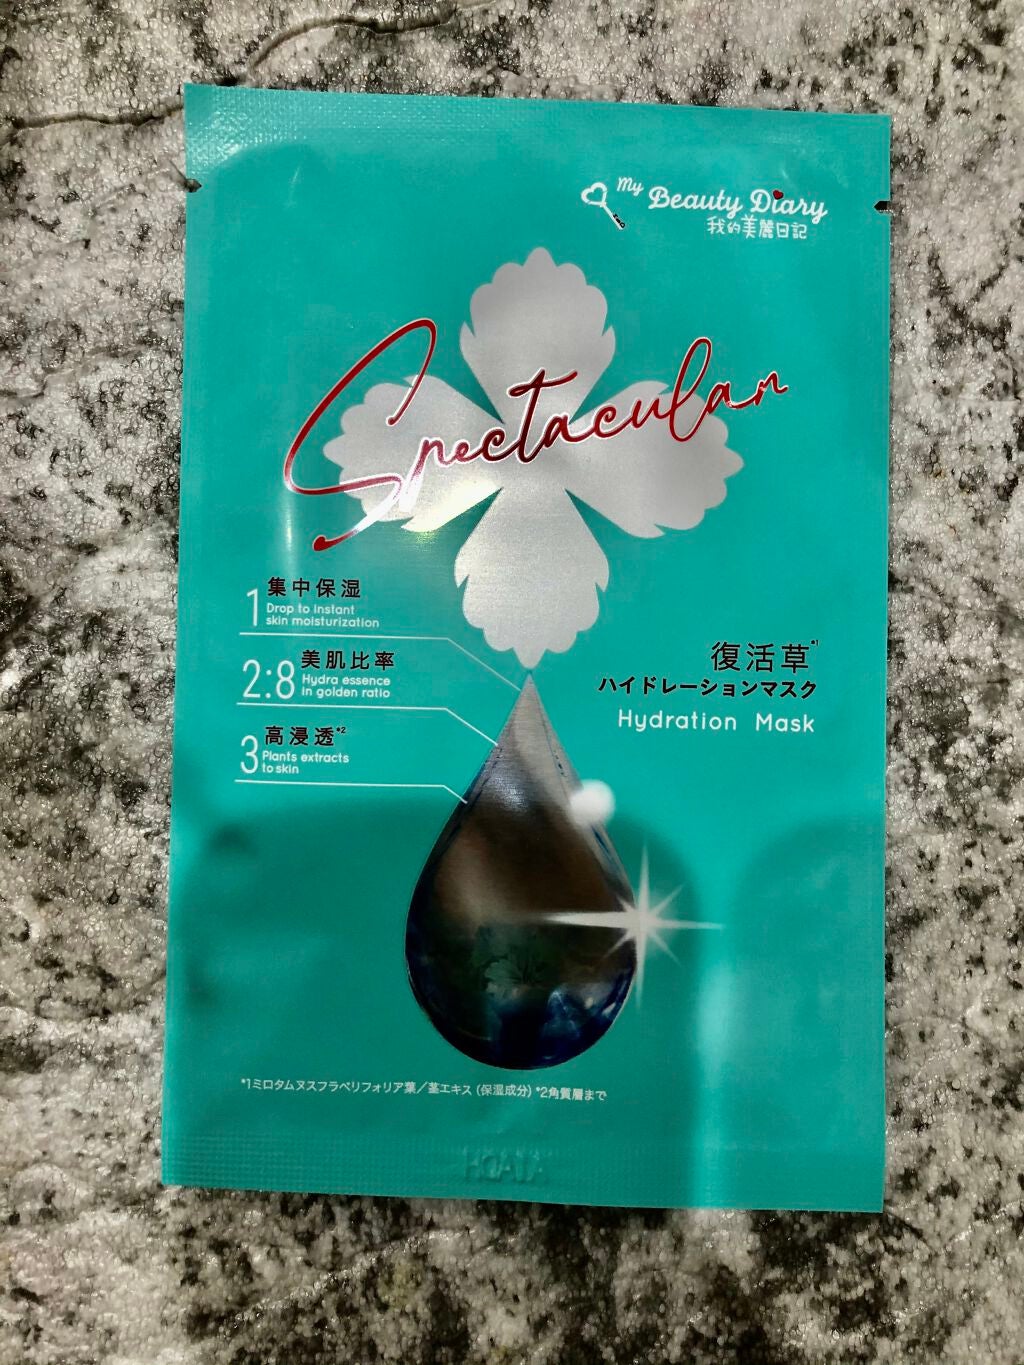 My Beauty Diary
我的美麗日記
Spectacular
1 集中保湿
Drop to instant
skin moisturization
2:8 美肌比率
Hydra essence
in golden ratio
3 高浸透*2
Plants extracts
to skin
復活草*1
ハイドレーションマスク
Hydration Mask
*1ミロタムヌスフラベリフォリア葉/茎エキス (保湿成分) *2角質層まで